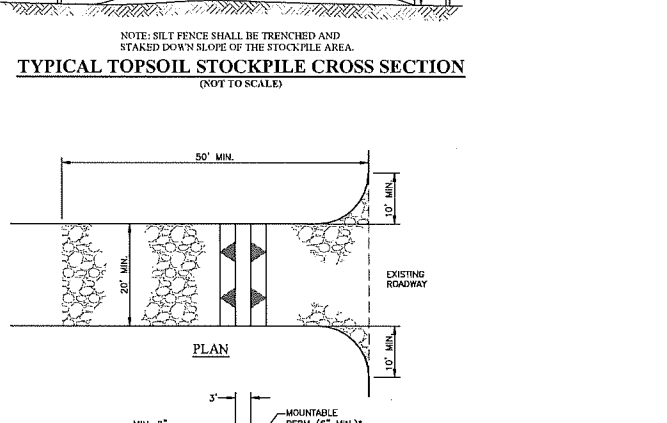 NOTE: SILT FENCE SHALL BE TRENCHED AND
STAKED DOWN SLOPE OF THE STOCKPILE AREA.
TYPICAL TOPSOIL STOCKPILE CROSS SECTION
(NOT TO SCALE)
50' MIN.
10' MIN.
20' MIN.
EXISTING
ROADWAY
10' MIN.
PLAN
3'
MOUNTABLE